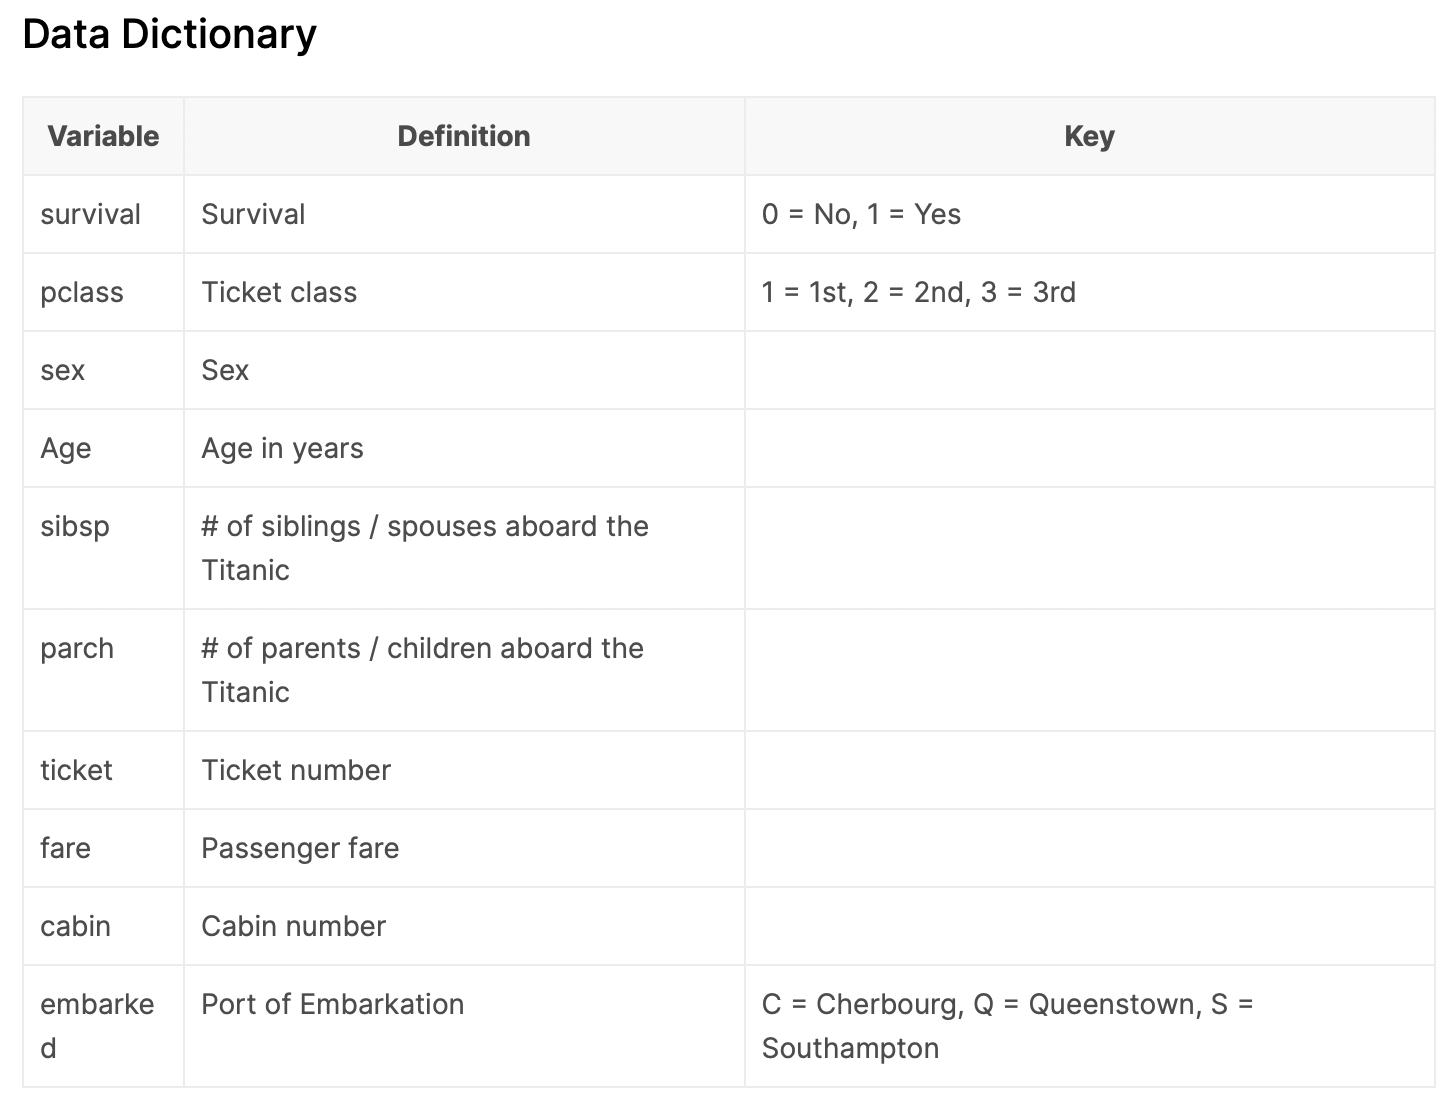 Data Dictionary
Variable Definition Key
survival Survival 0 = No, 1 = Yes
pclass Ticket class 1 = 1st, 2 = 2nd, 3 = 3rd
sex Sex
Age Age in years
sibsp # of siblings / spouses aboard the
Titanic
parch # of parents / children aboard the
Titanic
ticket Ticket number
fare Passenger fare
cabin Cabin number
embarke Port of Embarkation C = Cherbourg, Q = Queenstown, S =
d Southampton